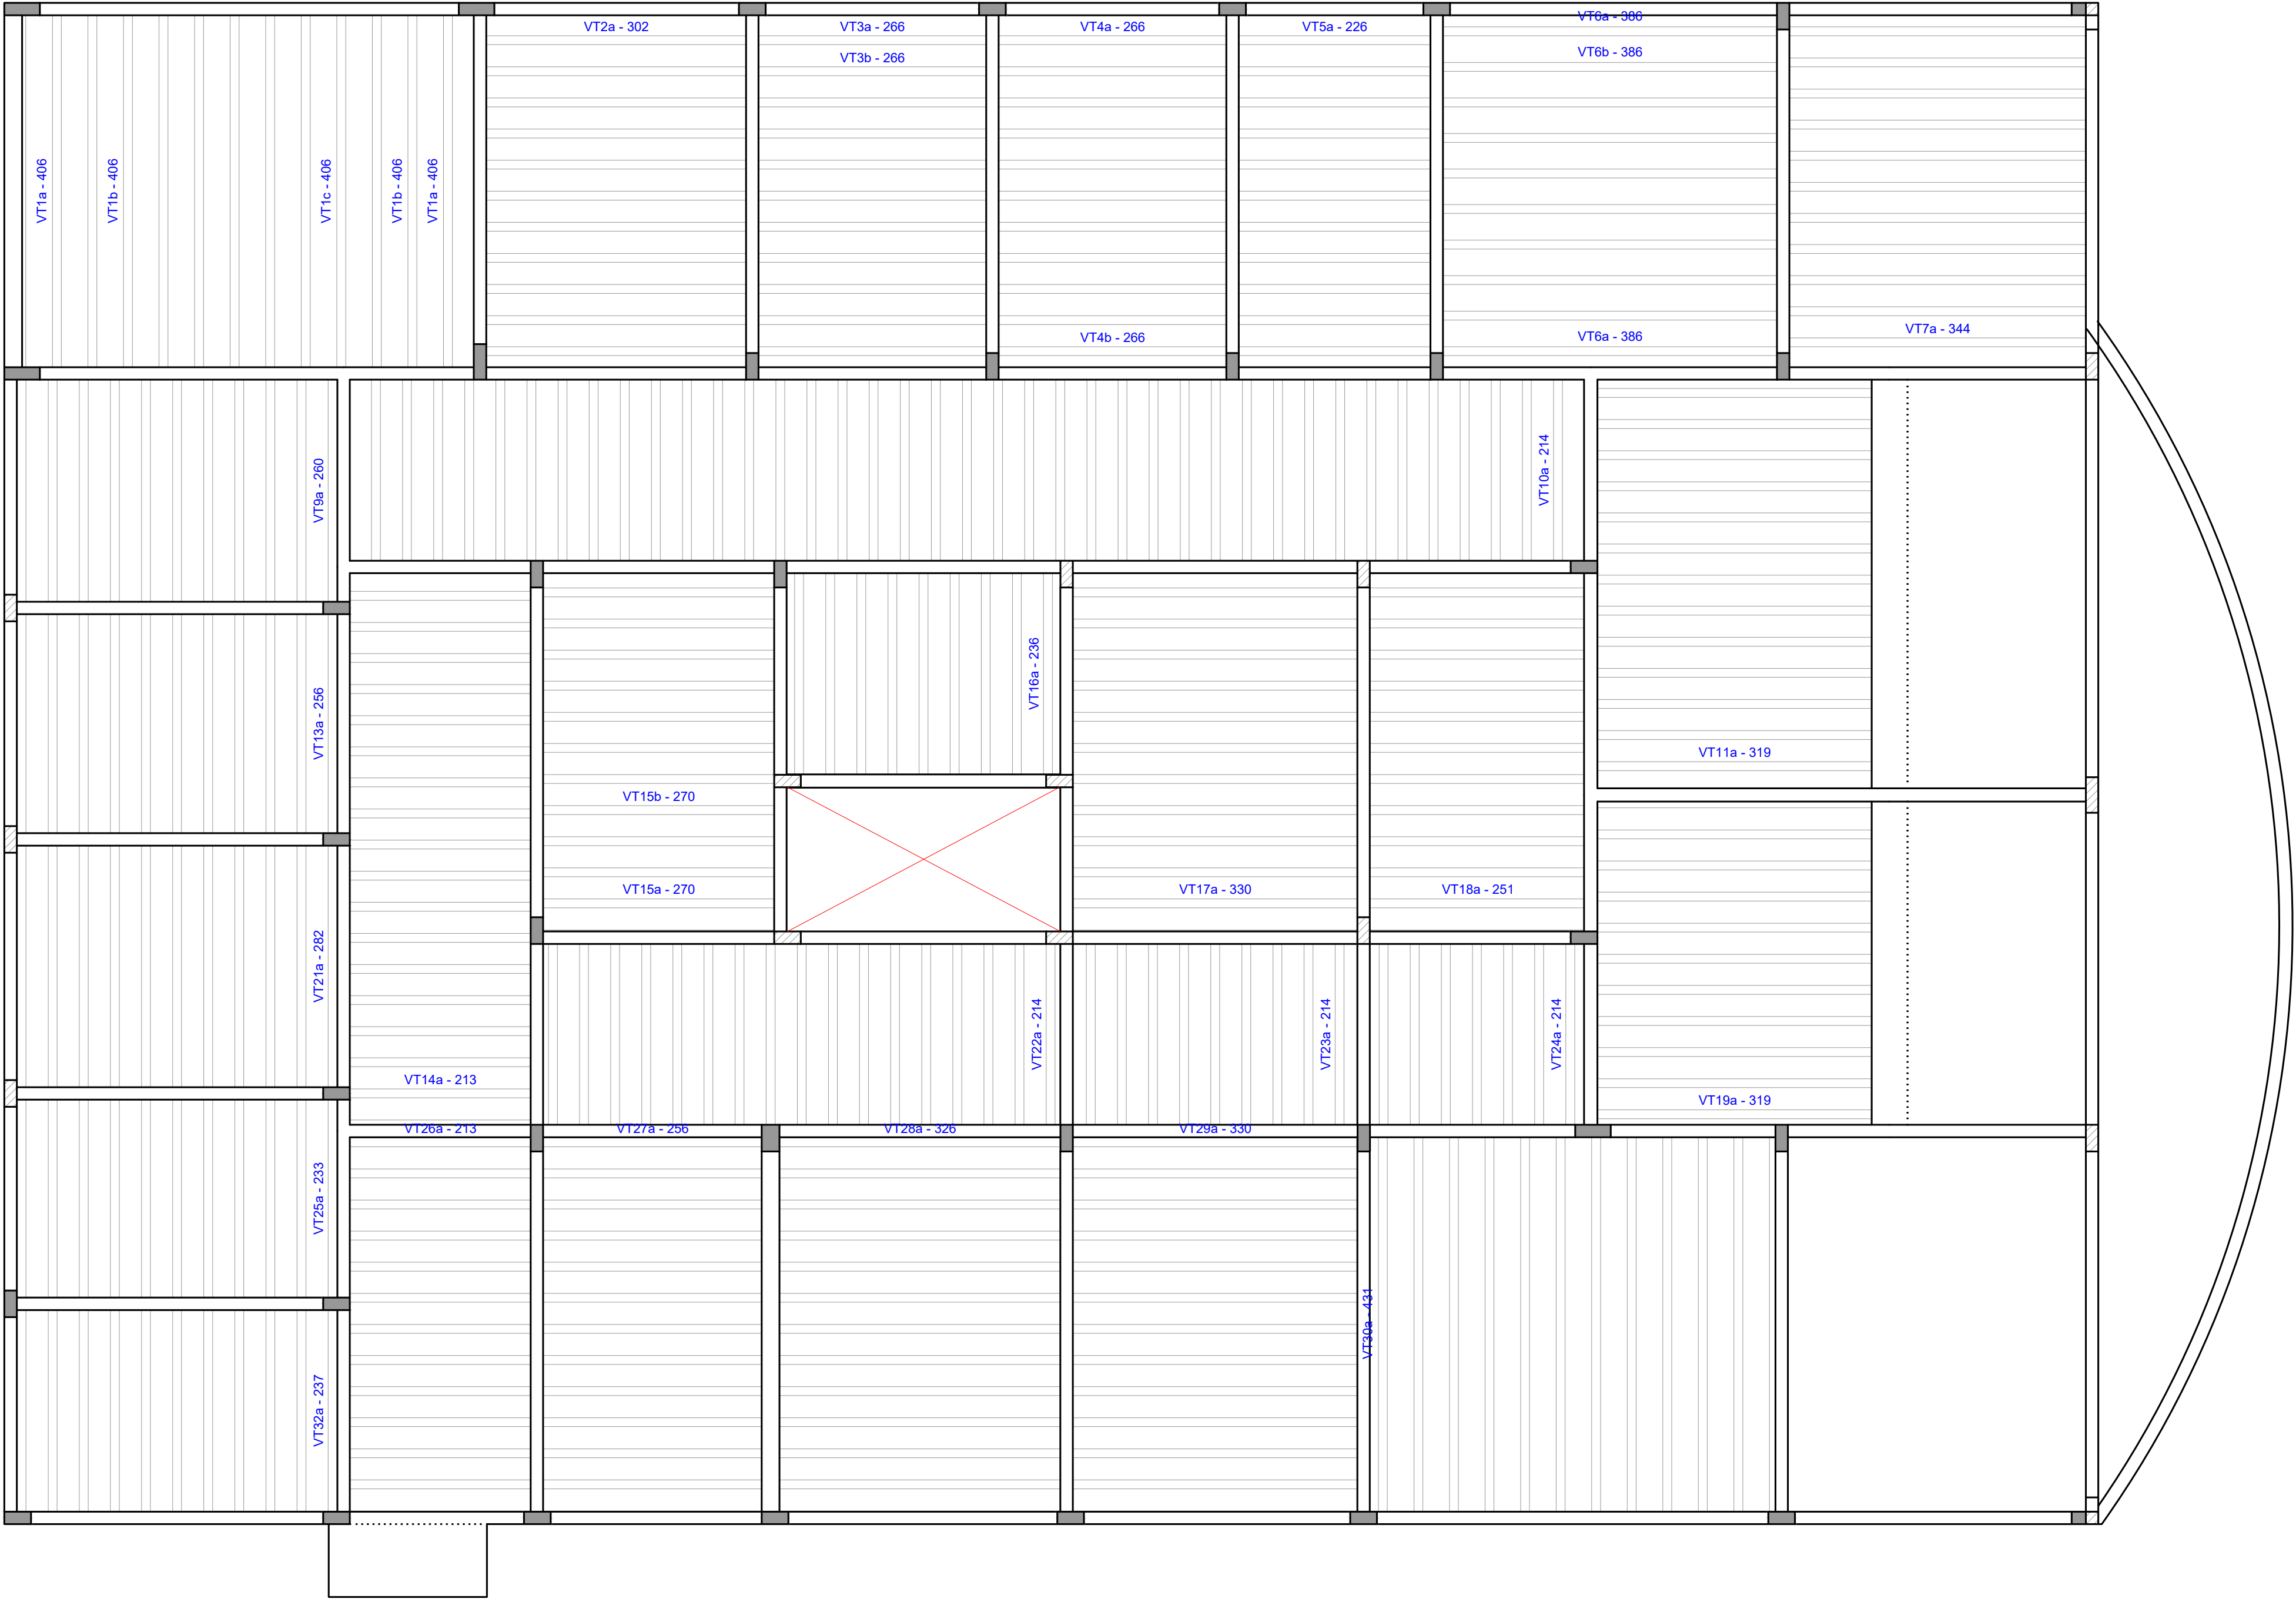 VT6a - 386
VT2a - 302
VT3a - 266
VT4a - 266
VT5a - 226
VT3b - 266
VT6b - 386
VT1a - 406
VT1b - 406
VT1c - 406
VT1b - 406
VT1a - 406
VT4b - 266
VT6a - 386
VT7a - 344
VT9a - 260
VT10a - 214
VT13a - 256
VT16a - 236
VT11a - 319
VT15b - 270
VT15a - 270
VT17a - 330
VT18a - 251
VT21a - 282
VT22a - 214
VT23a - 214
VT24a - 214
VT14a - 213
VT19a - 319
VT26a - 213
VT27a - 256
VT28a - 326
VT29a - 330
VT25a - 233
VT30a - 431
VT32a - 237